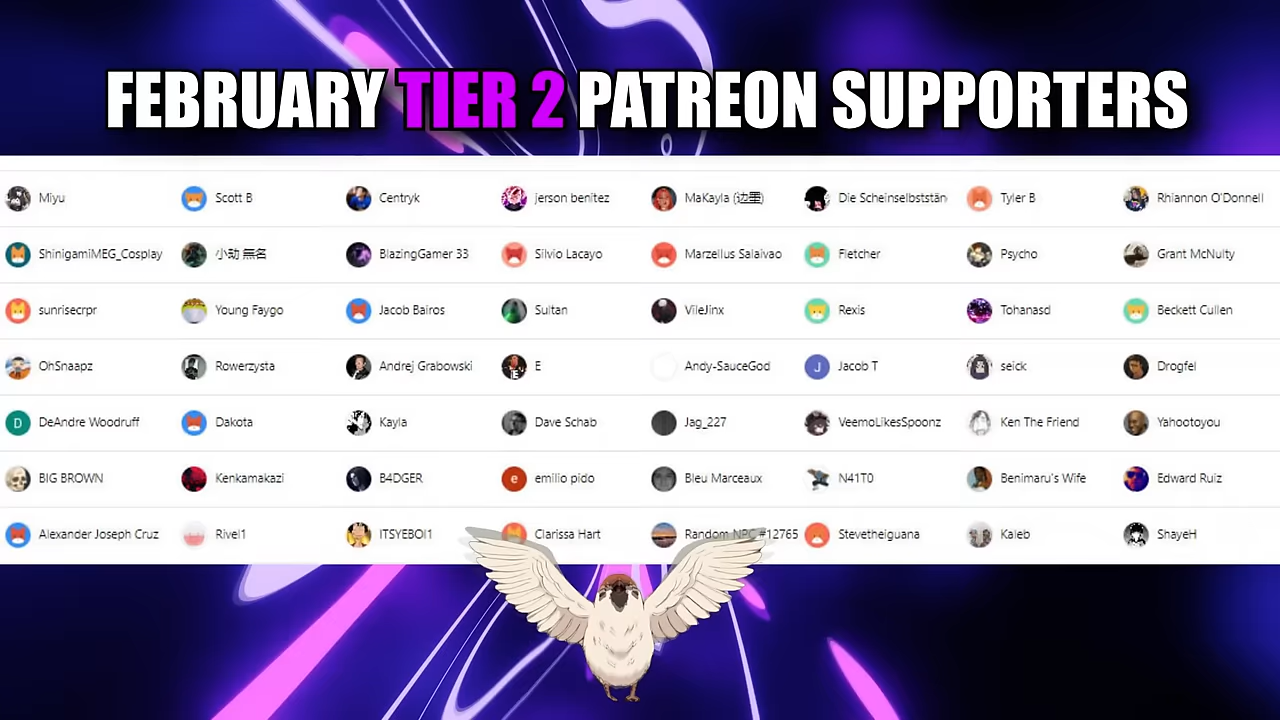 FEBRUARY TIER 2 PATREON SUPPORTERS
Miyu Scott B Centryk jerson benitez MaKayla (边里) Die Scheinselbststän Tyler B Rhiannon O'Donnell
ShinigamiMEG_Cosplay 小劫 無名 BlazingGamer 33 Silvio Lacayo Marzellus Salaivao Fletcher Psycho Grant McNulty
sunrisecrpr Young Faygo Jacob Bairos Sultan VileJinx Rexis Tohanasd Beckett Cullen
OhSnaapz Rowerzysta Andrej Grabowski E Andy-SauceGod J Jacob T seick Drogfel
D DeAndre Woodruff Dakota Kayla Dave Schab Jag_227 VeemoLikesSpoonz Ken The Friend Yahootoyou
BIG BROWN Kenkamakazi B4DGER e emilio pido Bleu Marceaux N41T0 Benimaru's Wife Edward Ruiz
Alexander Joseph Cruz Rivel1 ITSYEBOI1 Clarissa Hart Random NPC #12765 Stevetheiguana Kaleb ShayeH